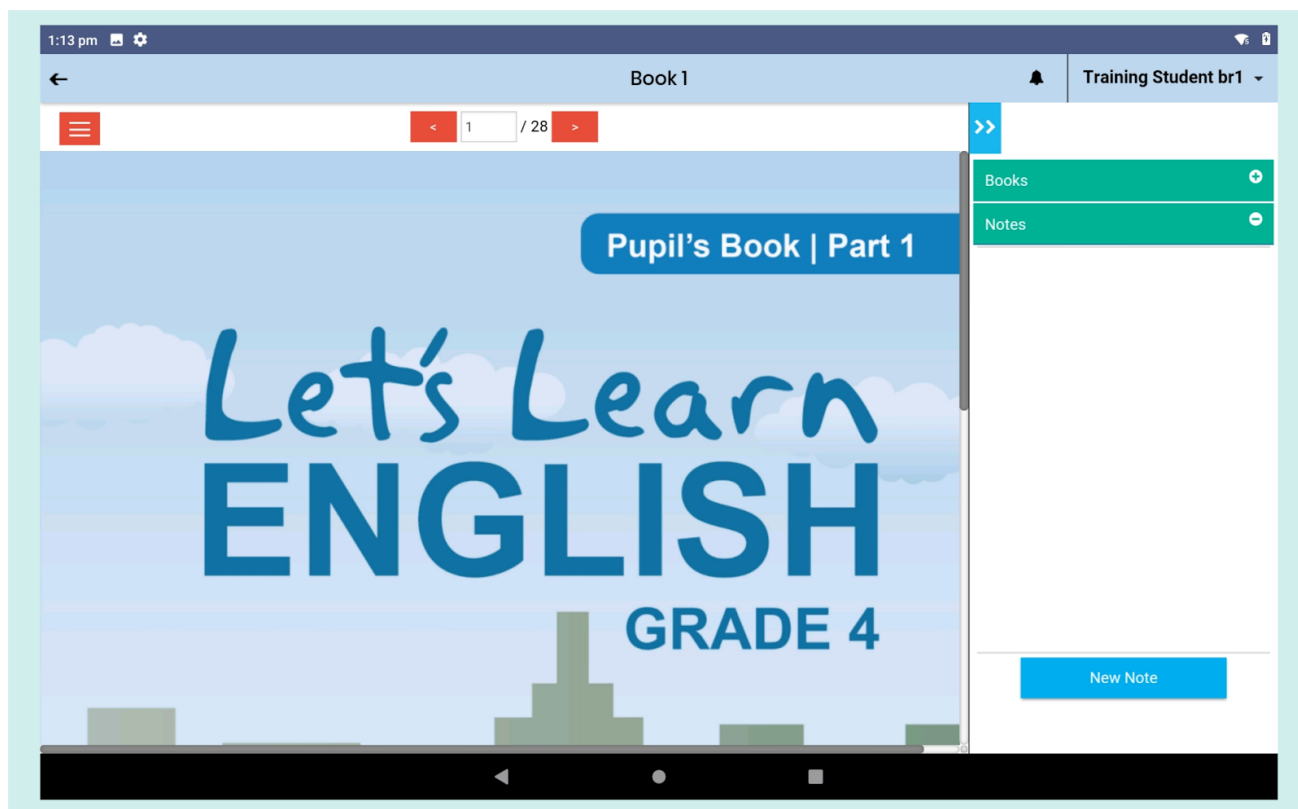 1:13 pm
Book 1
Training Student br1
< 1 / 28 >
>>
Books
Notes
Pupil's Book | Part 1
Let's Learn
ENGLISH
GRADE 4
New Note